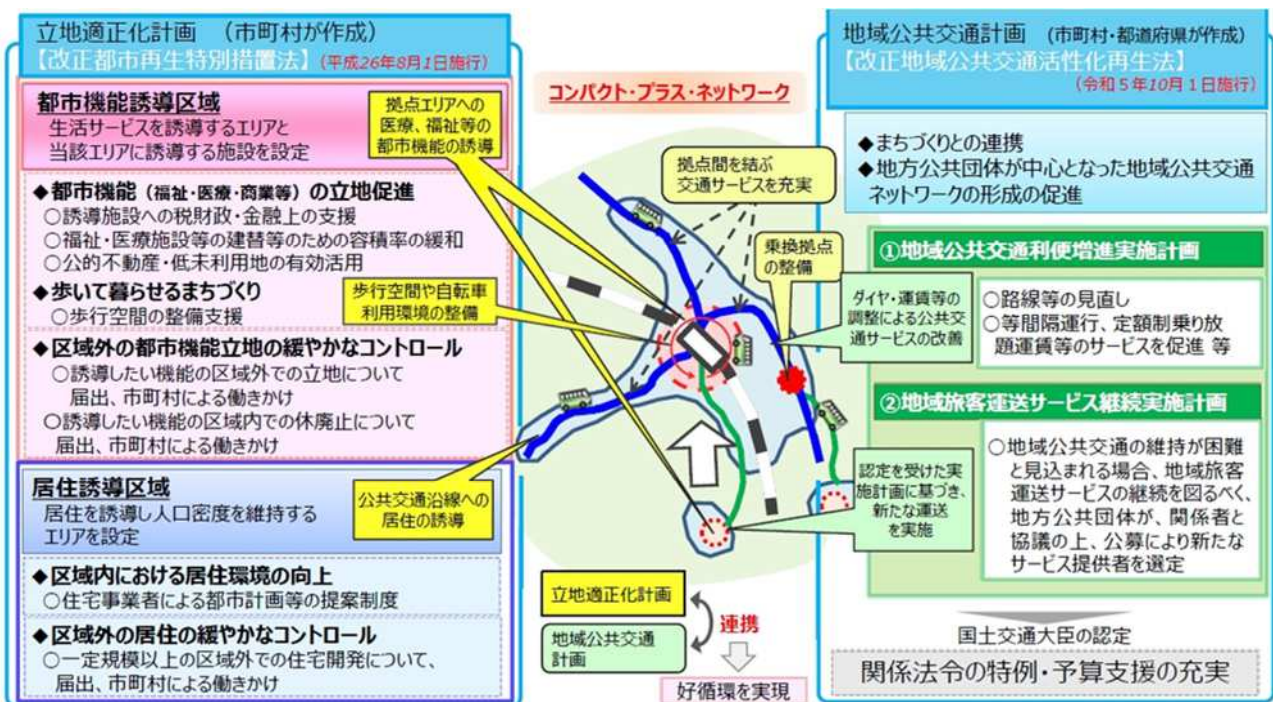 立地適正化計画 （市町村が作成）
【改正都市再生特別措置法】（平成26年8月1日施行）
都市機能誘導区域
生活サービスを誘導するエリアと
当該エリアに誘導する施設を設定
◆都市機能（福祉・医療・商業等）の立地促進
○誘導施設への税財政・金融上の支援
○福祉・医療施設等の建替等のための容積率の緩和
○公的不動産・低未利用地の有効活用
◆歩いて暮らせるまちづくり
○歩行空間の整備支援
◆区域外の都市機能立地の緩やかなコントロール
○誘導したい機能の区域外での立地について
届出、市町村による働きかけ
○誘導したい機能の区域内での休廃止について
届出、市町村による働きかけ
居住誘導区域
居住を誘導し人口密度を維持する
エリアを設定
◆区域内における居住環境の向上
○住宅事業者による都市計画等の提案制度
◆区域外の居住の緩やかなコントロール
○一定規模以上の区域外での住宅開発について、
届出、市町村による働きかけ
コンパクト・プラス・ネットワーク
拠点エリアへの
医療、福祉等の
都市機能の誘導
拠点間を結ぶ
交通サービスを充実
乗換拠点
の整備
歩行空間や自転車
利用環境の整備
公共交通沿線への
居住の誘導
ダイヤ・運賃等の
調整による公共交
通サービスの改善
認定を受けた実
施計画に基づき、
新たな運送
を実施
立地適正化計画
地域公共交通
計画
連携
好循環を実現
地域公共交通計画 （市町村・都道府県が作成）
【改正地域公共交通活性化再生法】
（令和5年10月1日施行）
◆まちづくりとの連携
◆地方公共団体が中心となった地域公共交通
ネットワークの形成の促進
①地域公共交通利便増進実施計画
○路線等の見直し
○等間隔運行、定額制乗り放
題運賃等のサービスを促進 等
②地域旅客運送サービス継続実施計画
○地域公共交通の維持が困難
と見込まれる場合、地域旅客
運送サービスの継続を図るべく、
地方公共団体が、関係者と
協議の上、公募により新たな
サービス提供者を選定
国土交通大臣の認定
関係法令の特例・予算支援の充実